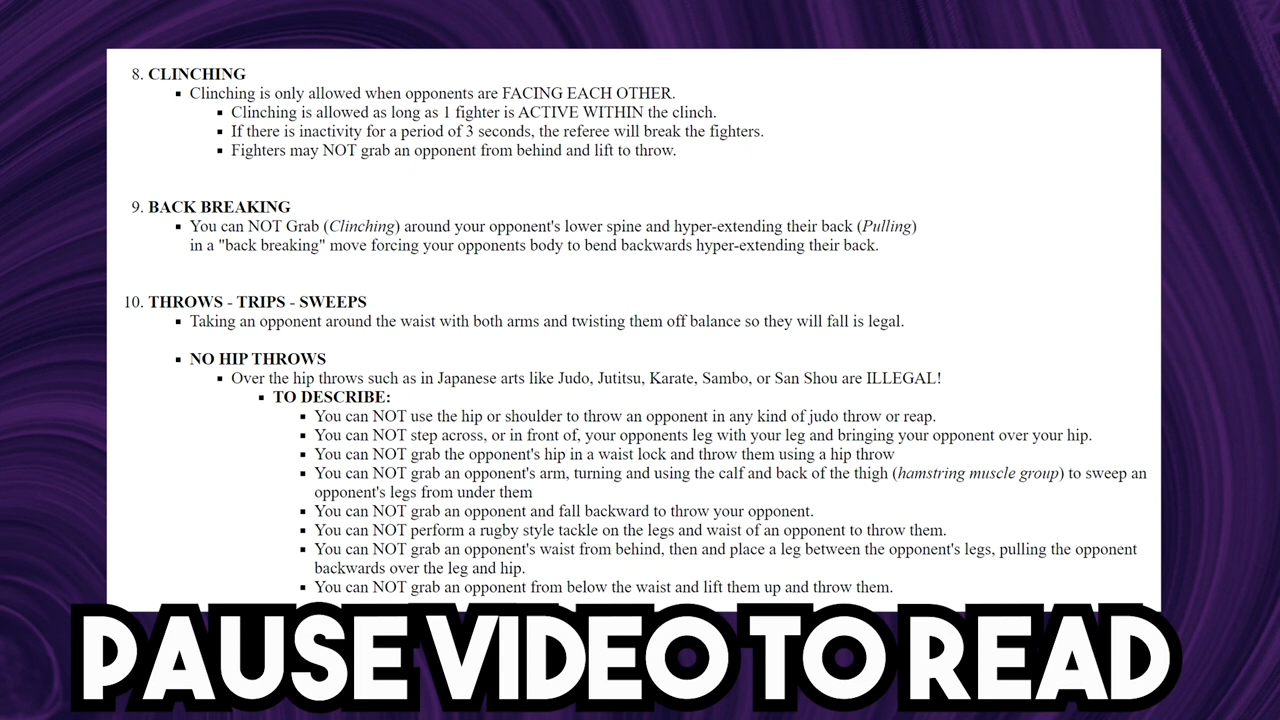 8. CLINCHING
▪ Clinching is only allowed when opponents are FACING EACH OTHER.
▪ Clinching is allowed as long as 1 fighter is ACTIVE WITHIN the clinch.
▪ If there is inactivity for a period of 3 seconds, the referee will break the fighters.
▪ Fighters may NOT grab an opponent from behind and lift to throw.
9. BACK BREAKING
▪ You can NOT Grab (Clinching) around your opponent's lower spine and hyper-extending their back (Pulling)
in a "back breaking" move forcing your opponents body to bend backwards hyper-extending their back.
10. THROWS - TRIPS - SWEEPS
▪ Taking an opponent around the waist with both arms and twisting them off balance so they will fall is legal.
▪ NO HIP THROWS
▪ Over the hip throws such as in Japanese arts like Judo, Jutitsu, Karate, Sambo, or San Shou are ILLEGAL!
▪ TO DESCRIBE:
▪ You can NOT use the hip or shoulder to throw an opponent in any kind of judo throw or reap.
▪ You can NOT step across, or in front of, your opponents leg with your leg and bringing your opponent over your hip.
▪ You can NOT grab the opponent's hip in a waist lock and throw them using a hip throw
▪ You can NOT grab an opponent's arm, turning and using the calf and back of the thigh (hamstring muscle group) to sweep an
opponent's legs from under them
▪ You can NOT grab an opponent and fall backward to throw your opponent.
▪ You can NOT perform a rugby style tackle on the legs and waist of an opponent to throw them.
▪ You can NOT grab an opponent's waist from behind, then and place a leg between the opponent's legs, pulling the opponent
backwards over the leg and hip.
▪ You can NOT grab an opponent from below the waist and lift them up and throw them.
PAUSE VIDEO TO READ